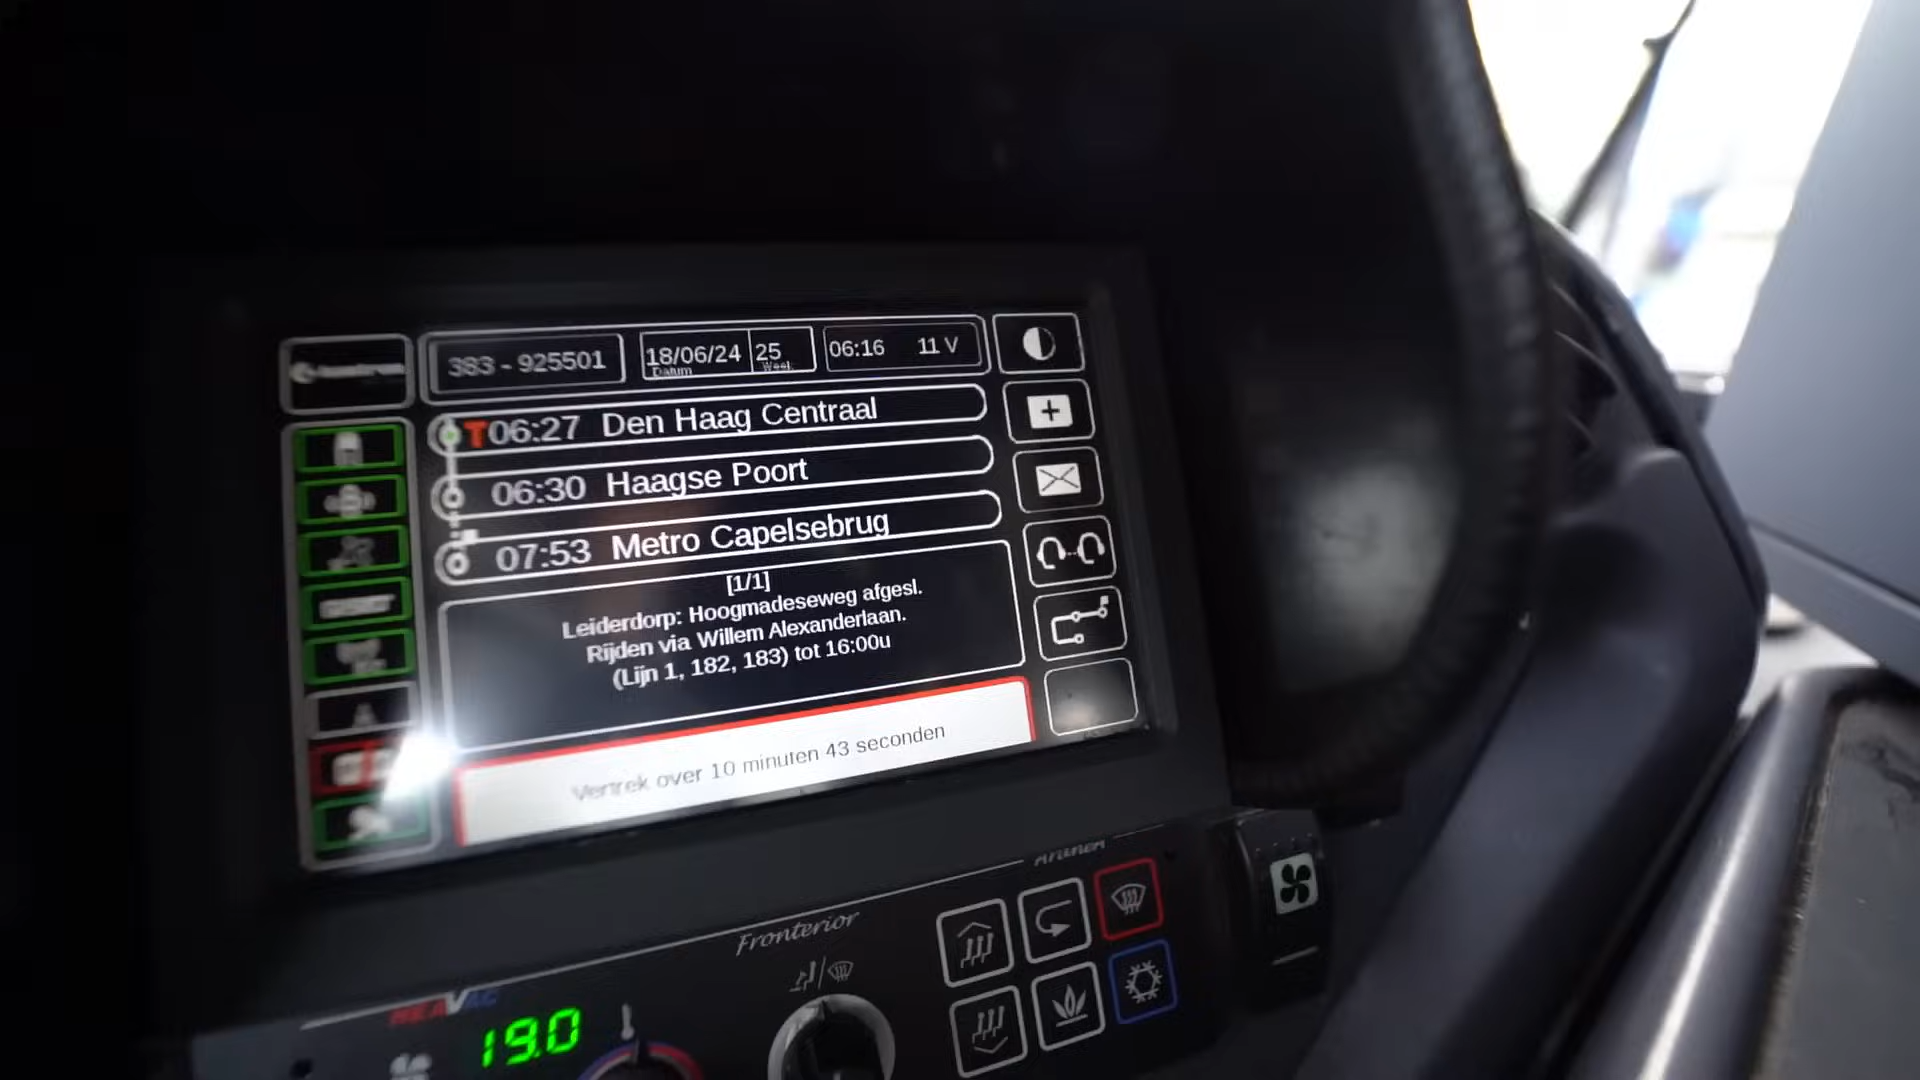 383 - 925501
18/06/24 25
Datum Week
06:16 11 V
T06:27 Den Haag Centraal
06:30 Haagse Poort
07:53 Metro Capelsebrug
[1/1]
Leiderdorp: Hoogmadeseweg afgesl.
Rijden via Willem Alexanderlaan.
(Lijn 1, 182, 183) tot 16:00u
Vertrek over 10 minuten 43 seconden
Fronterior
HEAVAC
19.0